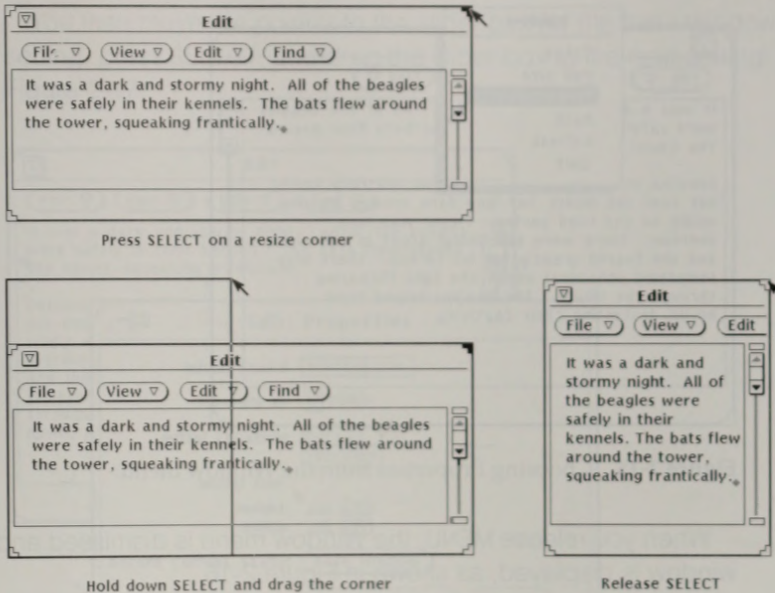 Edit
File View Edit Find
It was a dark and stormy night. All of the beagles
were safely in their kennels. The bats flew around
the tower, squeaking frantically.
Press SELECT on a resize corner
Edit
File View Edit Find
It was a dark and stormy night. All of the beagles
were safely in their kennels. The bats flew around
the tower, squeaking frantically.
Hold down SELECT and drag the corner
Edit
File View Edit
It was a dark and
stormy night. All of
the beagles were
safely in their
kennels. The bats flew
around the tower,
squeaking frantically.
Release SELECT